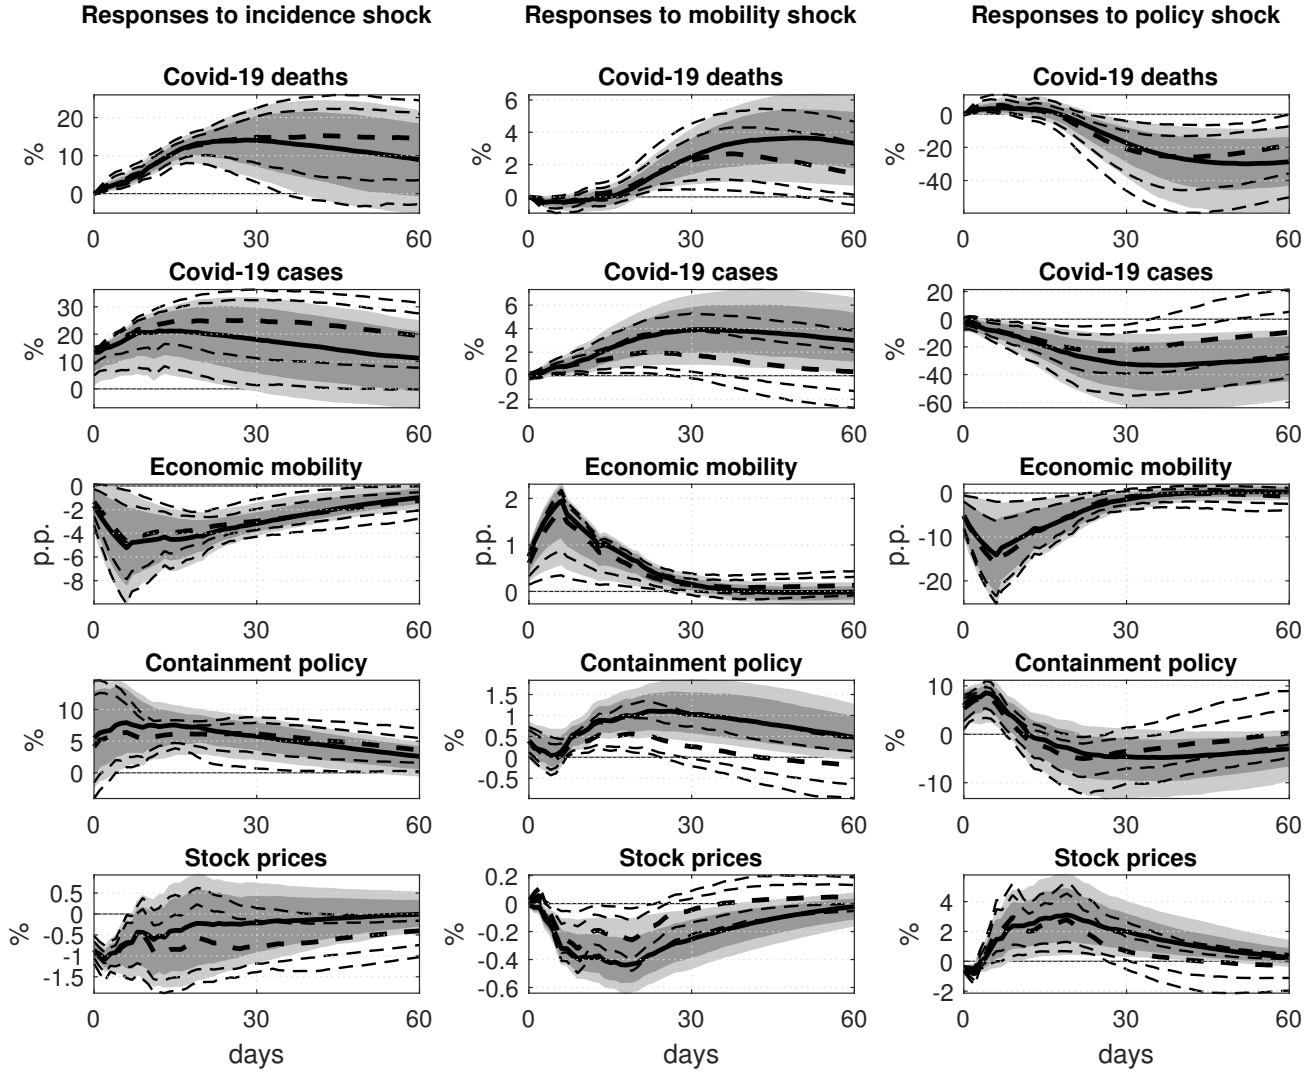 Responses to incidence shock Responses to mobility shock Responses to policy shock
Covid-19 deaths Covid-19 deaths Covid-19 deaths
20
10
0
%
0 30 60
6
4
2
0
%
0 30 60
0
-20
-40
%
0 30 60
Covid-19 cases Covid-19 cases Covid-19 cases
30
20
10
0
%
0 30 60
6
4
2
0
-2
%
0 30 60
20
0
-20
-40
-60
%
0 30 60
Economic mobility Economic mobility Economic mobility
0
-2
-4
-6
-8
p.p.
0 30 60
2
1
0
p.p.
0 30 60
0
-10
-20
p.p.
0 30 60
Containment policy Containment policy Containment policy
10
5
0
%
0 30 60
1.5
1
0.5
0
-0.5
%
0 30 60
10
0
-10
%
0 30 60
Stock prices Stock prices Stock prices
0.5
0
-0.5
-1
-1.5
%
0 30 60
days
0.2
0
-0.2
-0.4
-0.6
%
0 30 60
days
4
2
0
-2
%
0 30 60
days